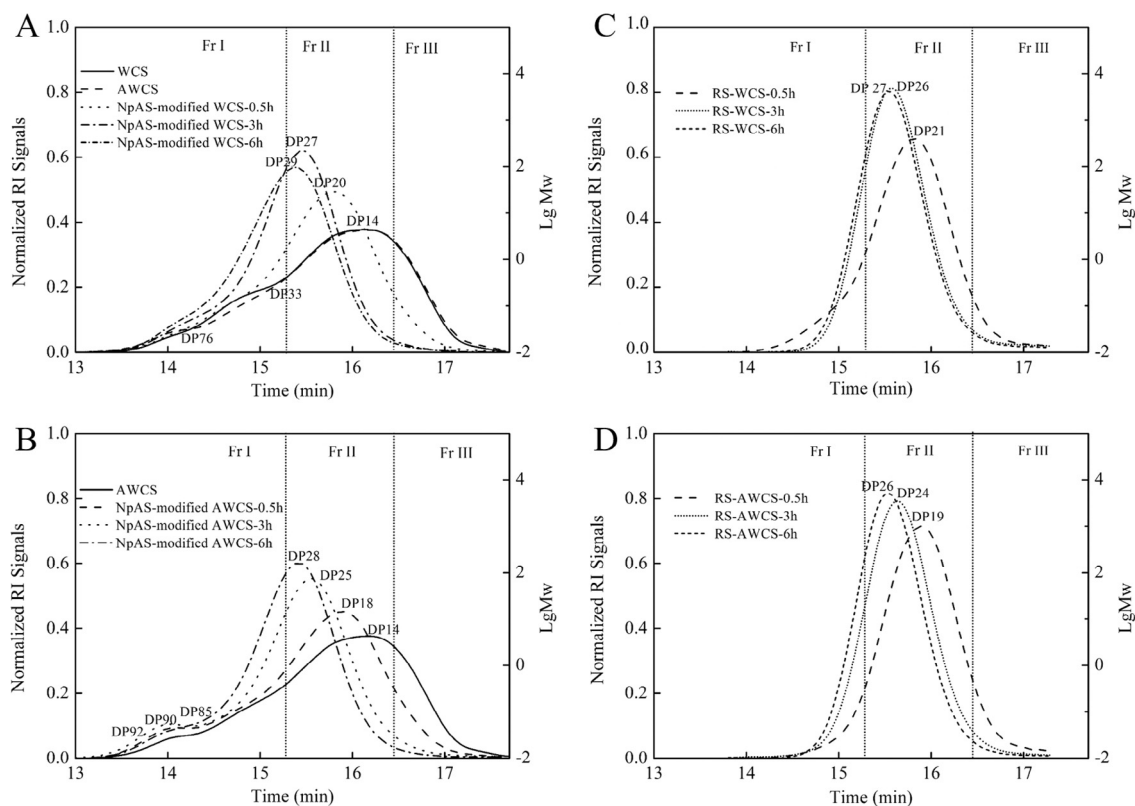 A
Normalized RI Signals
1.0
0.8
0.6
0.4
0.2
0.0
Fr I
Fr II
Fr III
WCS
AWCS
NpAS-modified WCS-0.5h
NpAS-modified WCS-3h
NpAS-modified WCS-6h
DP27
DP29
DP20
DP14
DP33
DP76
4
2
0
-2
Lg Mw
13
14
15
16
17
Time (min)
C
Normalized RI Signals
1.0
0.8
0.6
0.4
0.2
0.0
Fr I
Fr II
Fr III
RS-WCS-0.5h
RS-WCS-3h
RS-WCS-6h
DP 27
DP26
DP21
4
2
0
-2
Lg Mw
13
14
15
16
17
Time (min)
B
Normalized RI Signals
1.0
0.8
0.6
0.4
0.2
0.0
Fr I
Fr II
Fr III
AWCS
NpAS-modified AWCS-0.5h
NpAS-modified AWCS-3h
NpAS-modified AWCS-6h
DP28
DP25
DP18
DP14
DP85
DP90
DP92
4
2
0
-2
LgMw
13
14
15
16
17
Time (min)
D
Normalized RI Signals
1.0
0.8
0.6
0.4
0.2
0.0
Fr I
Fr II
Fr III
RS-AWCS-0.5h
RS-AWCS-3h
RS-AWCS-6h
DP26
DP24
DP19
4
2
0
-2
LgMw
13
14
15
16
17
Time (min)